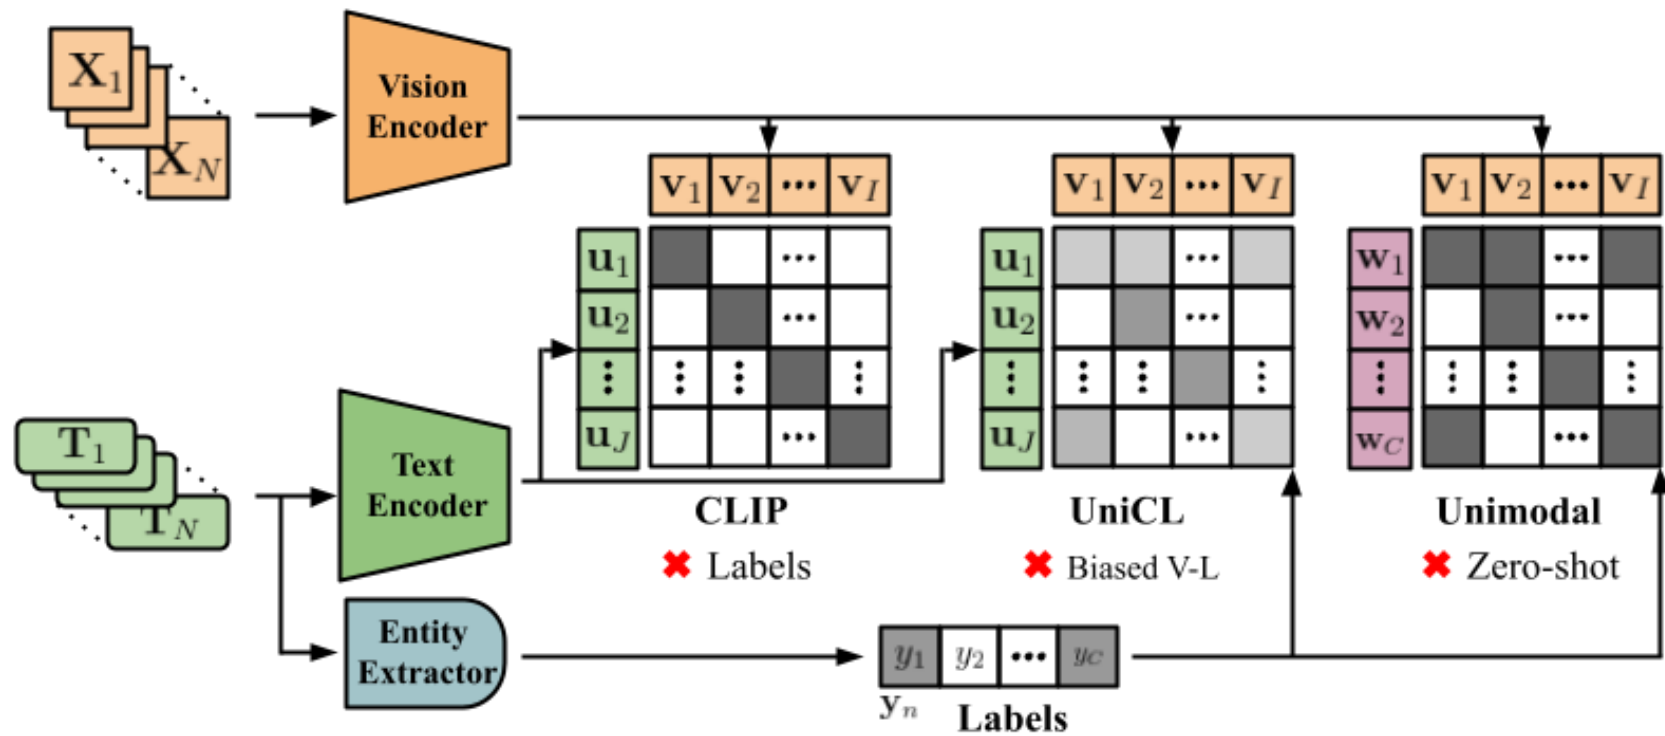 X1
XN
Vision
Encoder
v1 v2 ... vI
v1 v2 ... vI
v1 v2 ... vI
u1 ...
u2 ...
⋮ ⋮ ⋮ ⋮
uJ ...
u1 ...
u2 ...
⋮ ⋮ ⋮ ⋮
uJ ...
w1 ...
w2 ...
⋮ ⋮ ⋮ ⋮
wC ...
T1
TN
Text
Encoder
CLIP
✖ Labels
UniCL
✖ Biased V-L
Unimodal
✖ Zero-shot
Entity
Extractor
y1 y2 ... yC
yn
Labels